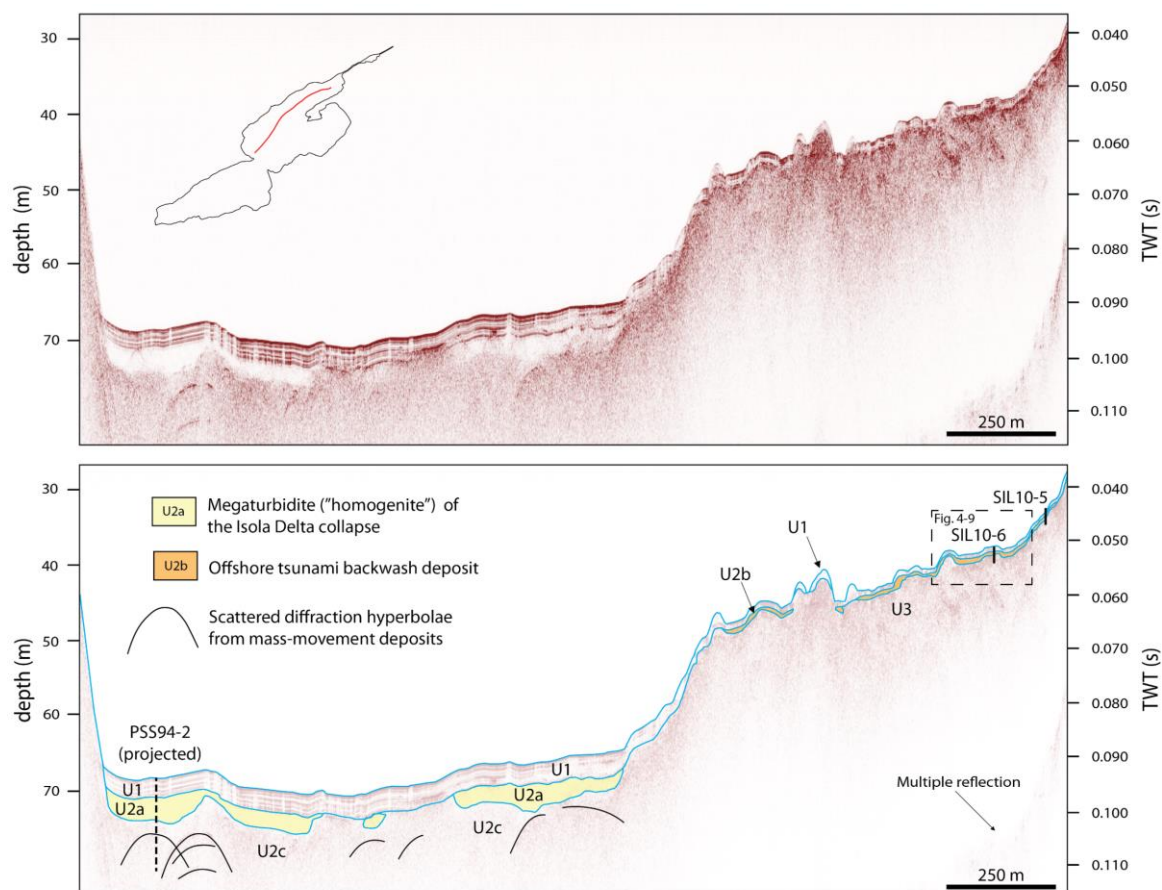 30
40
50
60
70
depth (m)
0.040
0.050
0.060
0.070
0.080
0.090
0.100
0.110
TWT (s)
250 m
30
40
50
60
70
depth (m)
U2a
Megaturbidite ("homogenite") of
the Isola Delta collapse
U2b
Offshore tsunami backwash deposit
Scattered diffraction hyperbolae
from mass-movement deposits
PSS94-2
(projected)
U1
U2a
U2c
U2c
U1
U2a
U2b
U1
U3
Fig. 4-9
SIL10-6
SIL10-5
Multiple reflection
0.040
0.050
0.060
0.070
0.080
0.090
0.100
0.110
TWT (s)
250 m